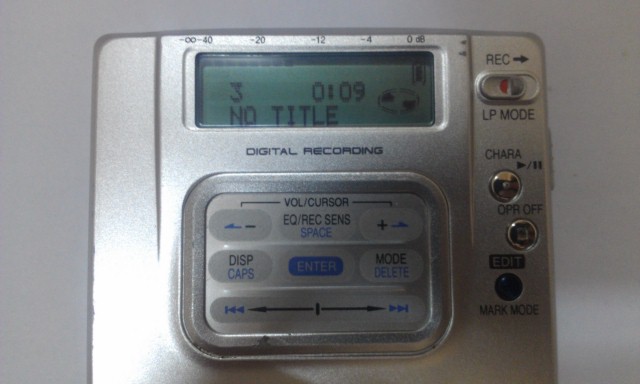 -∞-40 -20 -12 -4 0 dB
3 0:09
NO TITLE
DIGITAL RECORDING
REC
LP MODE
CHARA
OPR OFF
EDIT
MARK MODE
VOL/CURSOR
- EQ/REC SENS +
SPACE
DISP ENTER MODE
CAPS DELETE